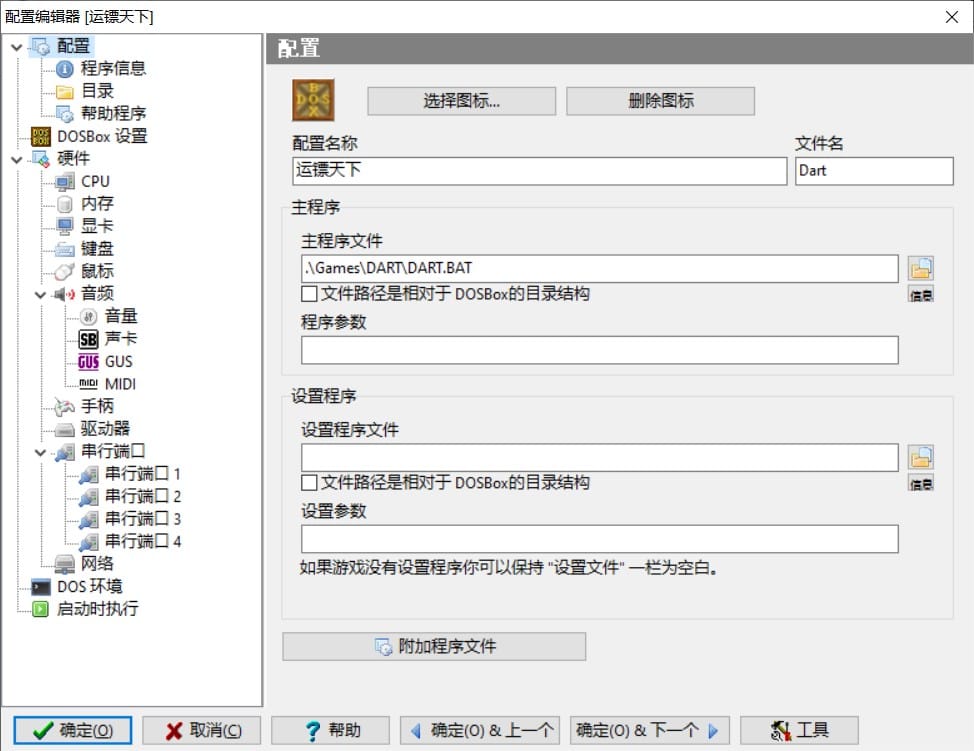 配置编辑器 [运镖天下]
配置
程序信息
目录
帮助程序
DOSBox 设置
硬件
CPU
内存
显卡
键盘
鼠标
音频
音量
SB 声卡
GUS GUS
MIDI MIDI
手柄
驱动器
串行端口
串行端口 1
串行端口 2
串行端口 3
串行端口 4
网络
DOS 环境
启动时执行
配置
DOS BOX
选择图标...
删除图标
配置名称
文件名
运镖天下
Dart
主程序
主程序文件
.\Games\DART\DART.BAT
文件路径是相对于 DOSBox的目录结构
信息
程序参数
设置程序
设置程序文件
文件路径是相对于 DOSBox的目录结构
信息
设置参数
如果游戏没有设置程序你可以保持 "设置文件" 一栏为空白。
附加程序文件
确定(O)
取消(C)
帮助
确定(O) & 上一个
确定(O) & 下一个
工具